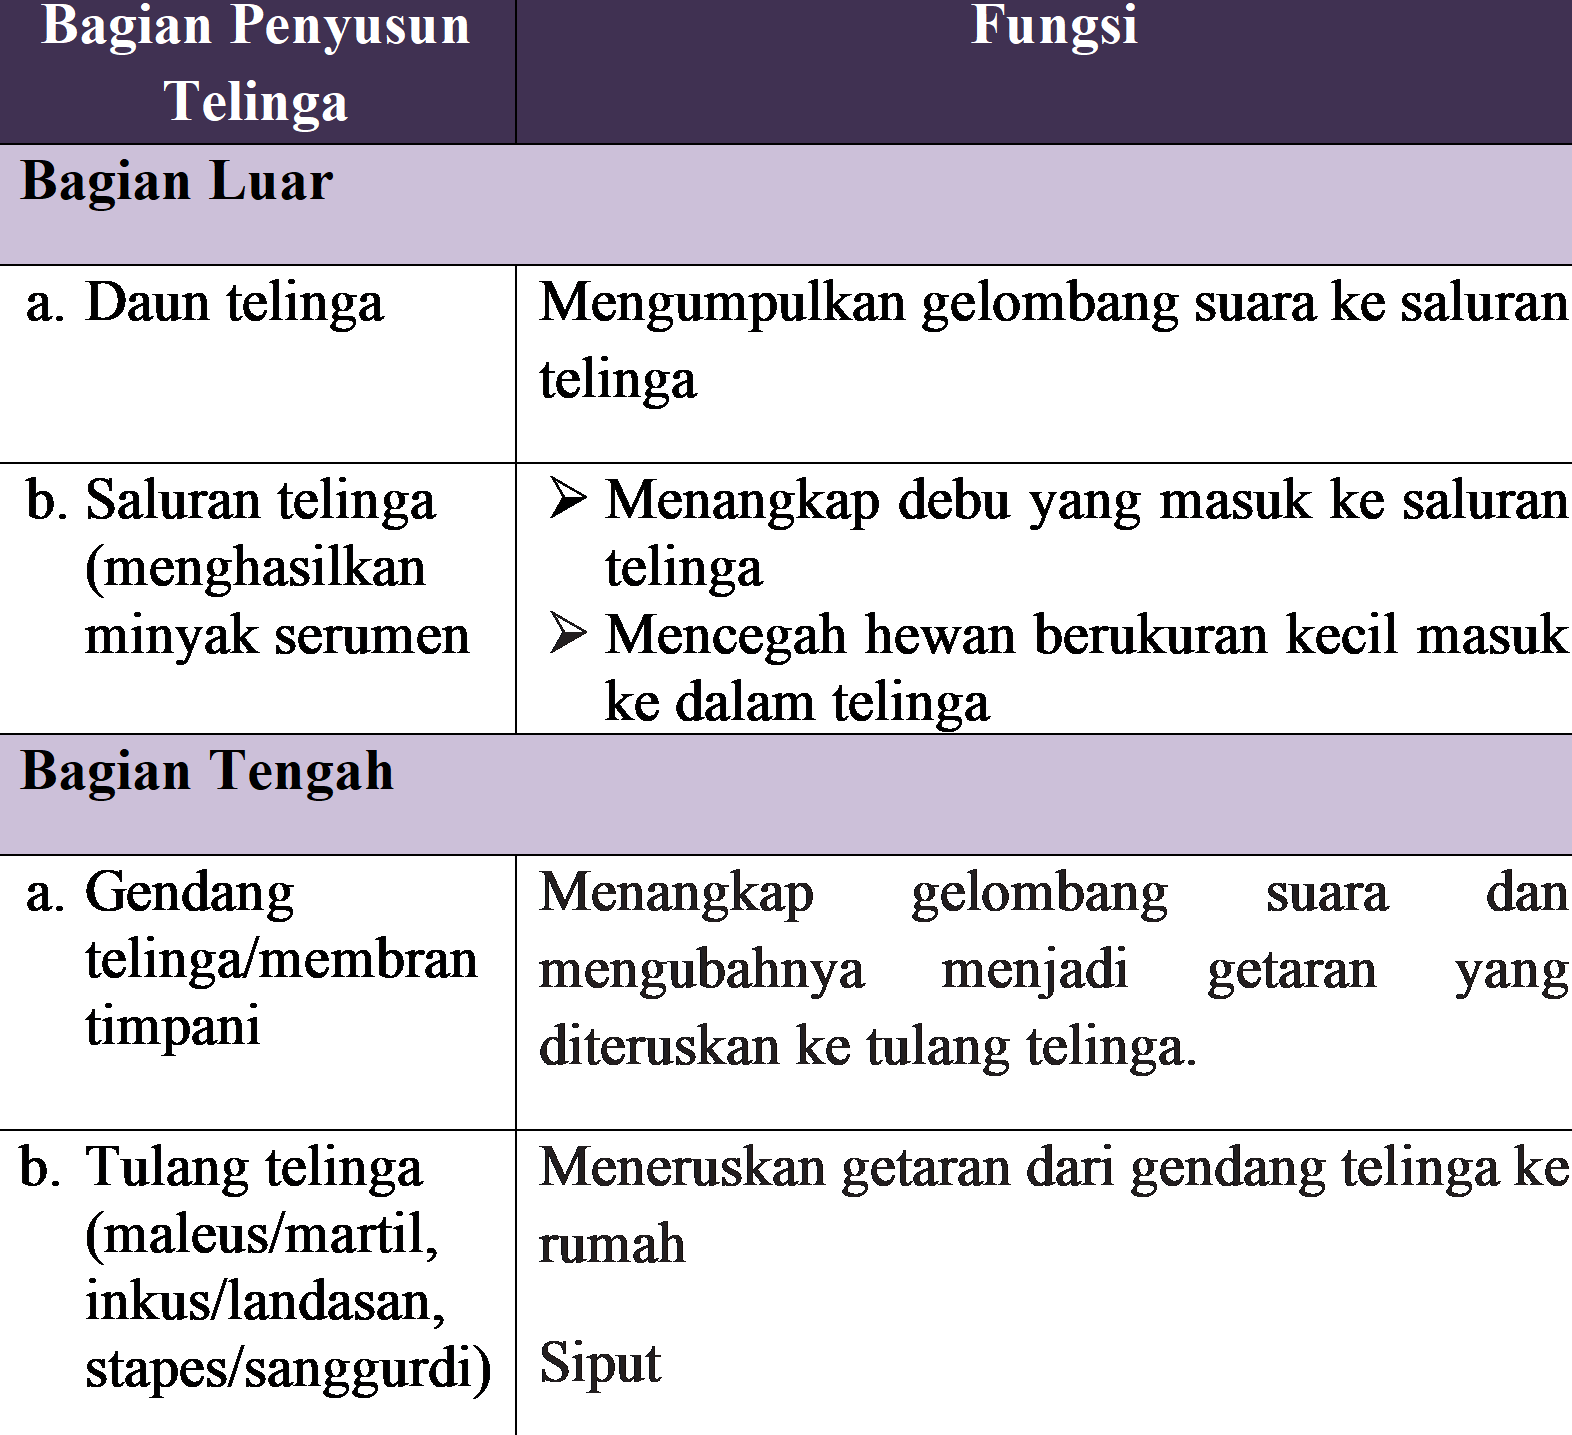 Bagian Penyusun
Telinga
Fungsi
Bagian Luar
a. Daun telinga
Mengumpulkan gelombang suara ke saluran
telinga
b. Saluran telinga
(menghasilkan
minyak serumen
➢ Menangkap debu yang masuk ke saluran
telinga
➢ Mencegah hewan berukuran kecil masuk
ke dalam telinga
Bagian Tengah
a. Gendang
telinga/membran
timpani
Menangkap gelombang suara dan
mengubahnya menjadi getaran yang
diteruskan ke tulang telinga.
b. Tulang telinga
(maleus/martil,
inkus/landasan,
stapes/sanggurdi)
Meneruskan getaran dari gendang telinga ke
rumah
Siput